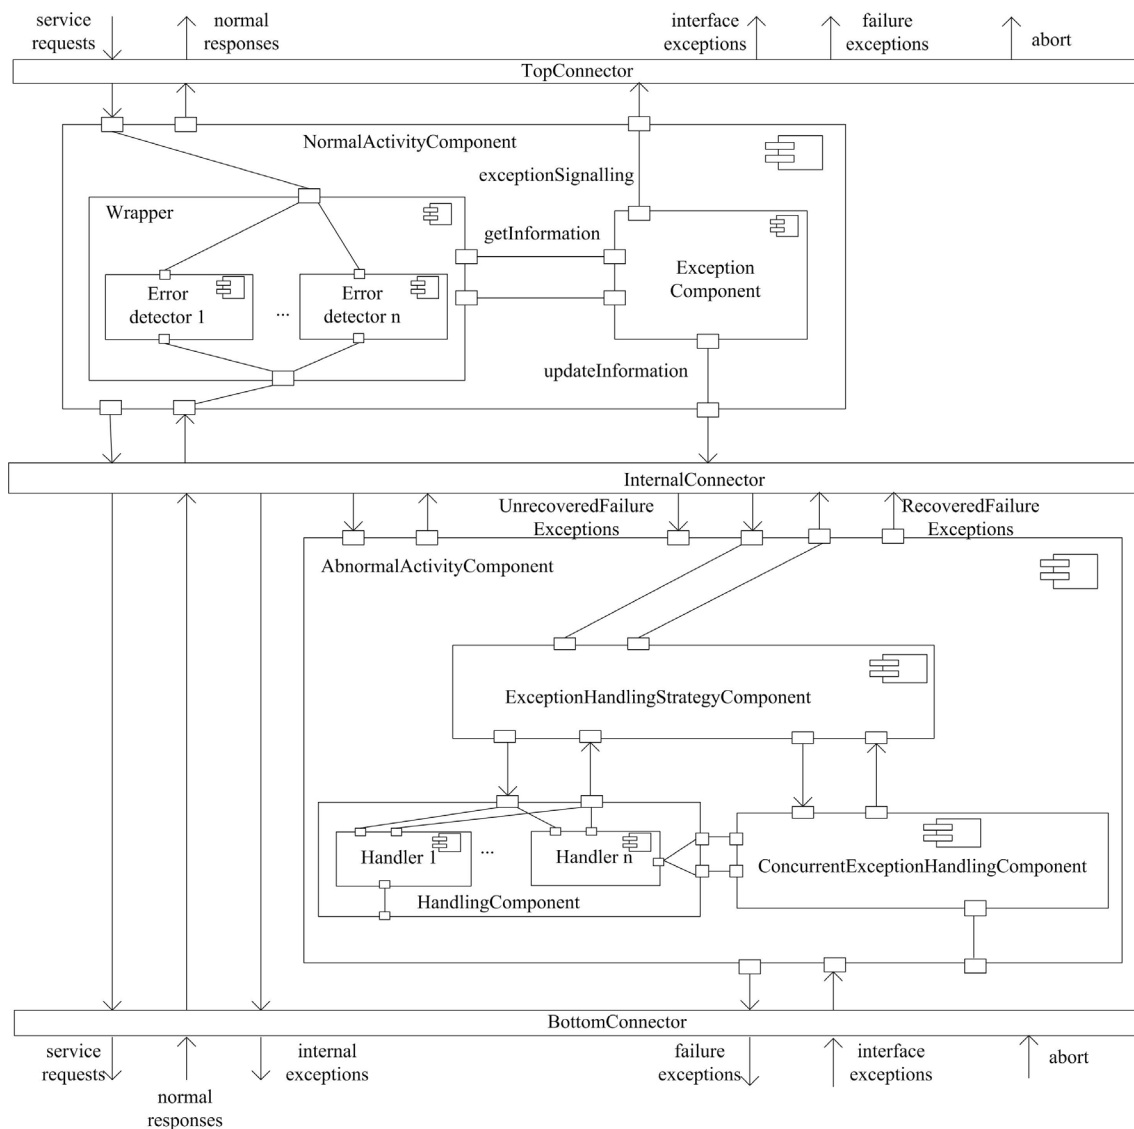 service
requests
normal
responses
interface
exceptions
failure
exceptions
abort
TopConnector
NormalActivityComponent
exceptionSignalling
Wrapper
getInformation
Error
detector 1
...
Error
detector n
Exception
Component
updateInformation
InternalConnector
UnrecoveredFailure
Exceptions
RecoveredFailure
Exceptions
AbnormalActivityComponent
ExceptionHandlingStrategyComponent
Handler 1
...
Handler n
HandlingComponent
ConcurrentExceptionHandlingComponent
BottomConnector
service
requests
normal
responses
internal
exceptions
failure
exceptions
interface
exceptions
abort